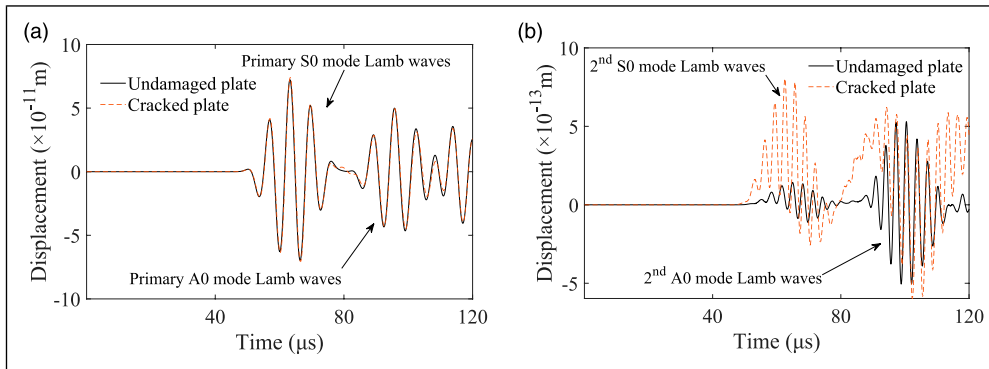 (a)
Displacement (×10⁻¹¹m)
10
5
0
-5
-10
Primary S0 mode Lamb waves
Undamaged plate
Cracked plate
Primary A0 mode Lamb waves
40
80
120
Time (μs)
(b)
Displacement (×10⁻¹³m)
10
5
0
-5
2ⁿᵈ S0 mode Lamb waves
Undamaged plate
Cracked plate
2ⁿᵈ A0 mode Lamb waves
40
80
120
Time (μs)